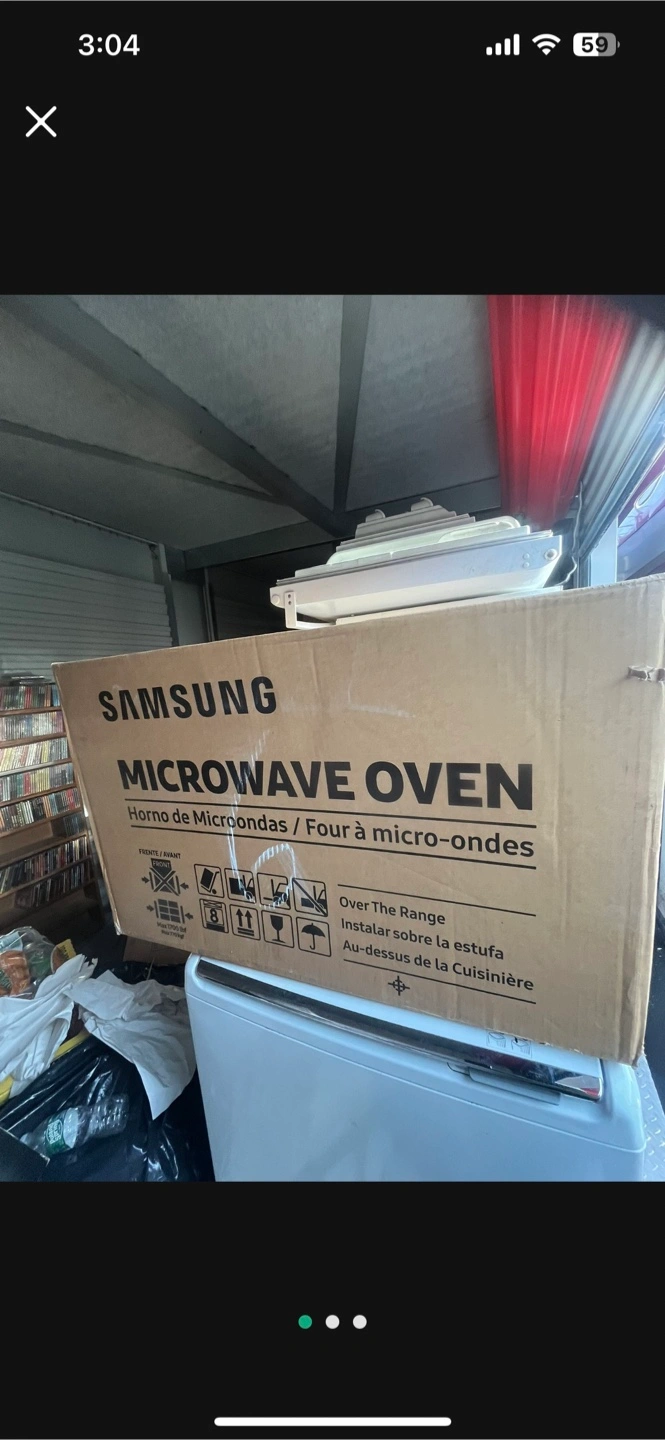 3:04
59
SAMSUNG
MICROWAVE OVEN
Horno de Microondas / Four à micro-ondes
FRENTE / AVANT
FRONT
8
Over The Range
Instalar sobre la estufa
Au-dessus de la Cuisinière